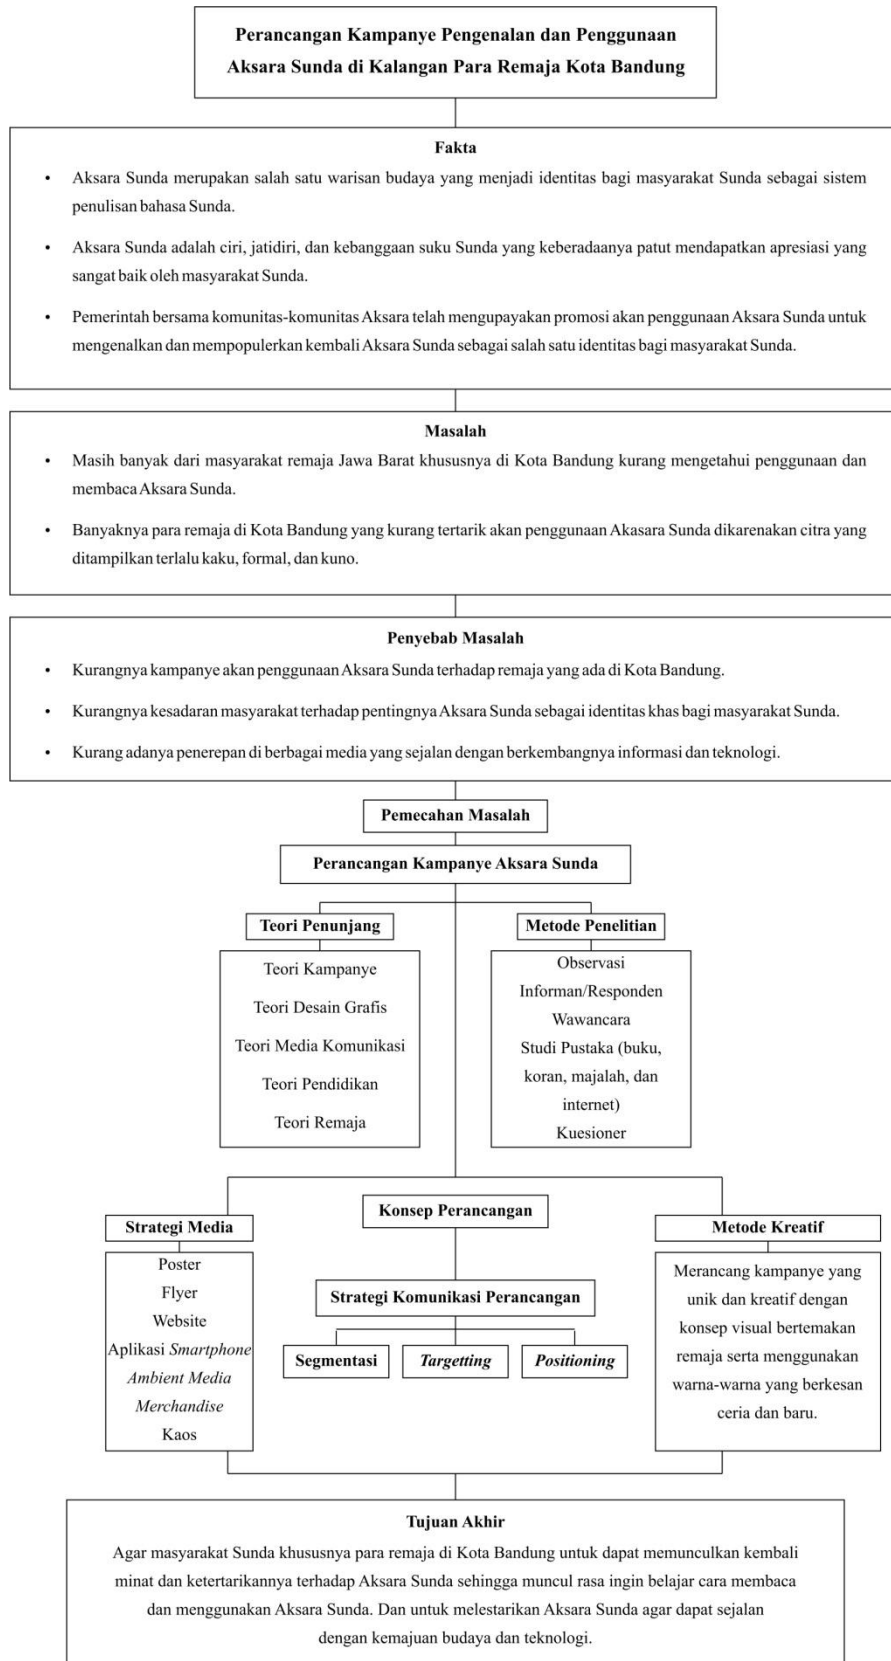 Perancangan Kampanye Pengenalan dan Penggunaan
Aksara Sunda di Kalangan Para Remaja Kota Bandung
Fakta
• Aksara Sunda merupakan salah satu warisan budaya yang menjadi identitas bagi masyarakat Sunda sebagai sistem
penulisan bahasa Sunda.
• Aksara Sunda adalah ciri, jatidiri, dan kebanggaan suku Sunda yang keberadaanya patut mendapatkan apresiasi yang
sangat baik oleh masyarakat Sunda.
• Pemerintah bersama komunitas-komunitas Aksara telah mengupayakan promosi akan penggunaan Aksara Sunda untuk
mengenalkan dan mempopulerkan kembali Aksara Sunda sebagai salah satu identitas bagi masyarakat Sunda.
Masalah
• Masih banyak dari masyarakat remaja Jawa Barat khususnya di Kota Bandung kurang mengetahui penggunaan dan
membaca Aksara Sunda.
• Banyaknya para remaja di Kota Bandung yang kurang tertarik akan penggunaan Akasara Sunda dikarenakan citra yang
ditampilkan terlalu kaku, formal, dan kuno.
Penyebab Masalah
• Kurangnya kampanye akan penggunaan Aksara Sunda terhadap remaja yang ada di Kota Bandung.
• Kurangnya kesadaran masyarakat terhadap pentingnya Aksara Sunda sebagai identitas khas bagi masyarakat Sunda.
• Kurang adanya penerepan di berbagai media yang sejalan dengan berkembangnya informasi dan teknologi.
Pemecahan Masalah
Perancangan Kampanye Aksara Sunda
Teori Penunjang
Teori Kampanye
Teori Desain Grafis
Teori Media Komunikasi
Teori Pendidikan
Teori Remaja
Metode Penelitian
Observasi
Informan/Responden
Wawancara
Studi Pustaka (buku,
koran, majalah, dan
internet)
Kuesioner
Strategi Media
Poster
Flyer
Website
Aplikasi Smartphone
Ambient Media
Merchandise
Kaos
Konsep Perancangan
Strategi Komunikasi Perancangan
Segmentasi
Targetting
Positioning
Metode Kreatif
Merancang kampanye yang
unik dan kreatif dengan
konsep visual bertemakan
remaja serta menggunakan
warna-warna yang berkesan
ceria dan baru.
Tujuan Akhir
Agar masyarakat Sunda khususnya para remaja di Kota Bandung untuk dapat memunculkan kembali
minat dan ketertarikannya terhadap Aksara Sunda sehingga muncul rasa ingin belajar cara membaca
dan menggunakan Aksara Sunda. Dan untuk melestarikan Aksara Sunda agar dapat sejalan
dengan kemajuan budaya dan teknologi.